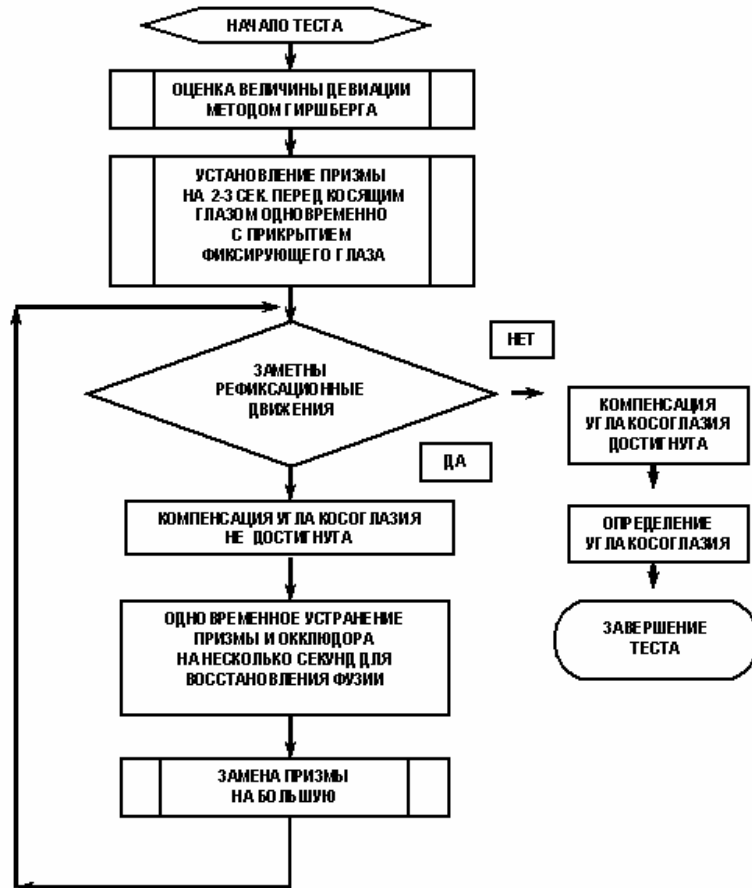 НАЧАЛО ТЕСТА
ОЦЕНКА ВЕЛИЧИНЫ ДЕВИАЦИИ
МЕТОДОМ ГИРШБЕРГА
УСТАНОВЛЕНИЕ ПРИЗМЫ
НА 2-3 СЕК. ПЕРЕД КОСЯЩИМ
ГЛАЗОМ ОДНОВРЕМЕННО
С ПРИКРЫТИЕМ
ФИКСИРУЮЩЕГО ГЛАЗА
ЗАМЕТНЫ
РЕФИКСАЦИОННЫЕ
ДВИЖЕНИЯ
НЕТ
КОМПЕНСАЦИЯ
УГЛА КОСОГЛАЗИЯ
ДОСТИГНУТА
ОПРЕДЕЛЕНИЕ
УГЛА КОСОГЛАЗИЯ
ЗАВЕРШЕНИЕ
ТЕСТА
ДА
КОМПЕНСАЦИЯ УГЛА КОСОГЛАЗИЯ
НЕ ДОСТИГНУТА
ОДНОВРЕМЕННОЕ УСТРАНЕНИЕ
ПРИЗМЫ И ОККЛЮДОРА
НА НЕСКОЛЬКО СЕКУНД ДЛЯ
ВОССТАНОВЛЕНИЯ ФУЗИИ
ЗАМЕНА ПРИЗМЫ
НА БОЛЬШУЮ